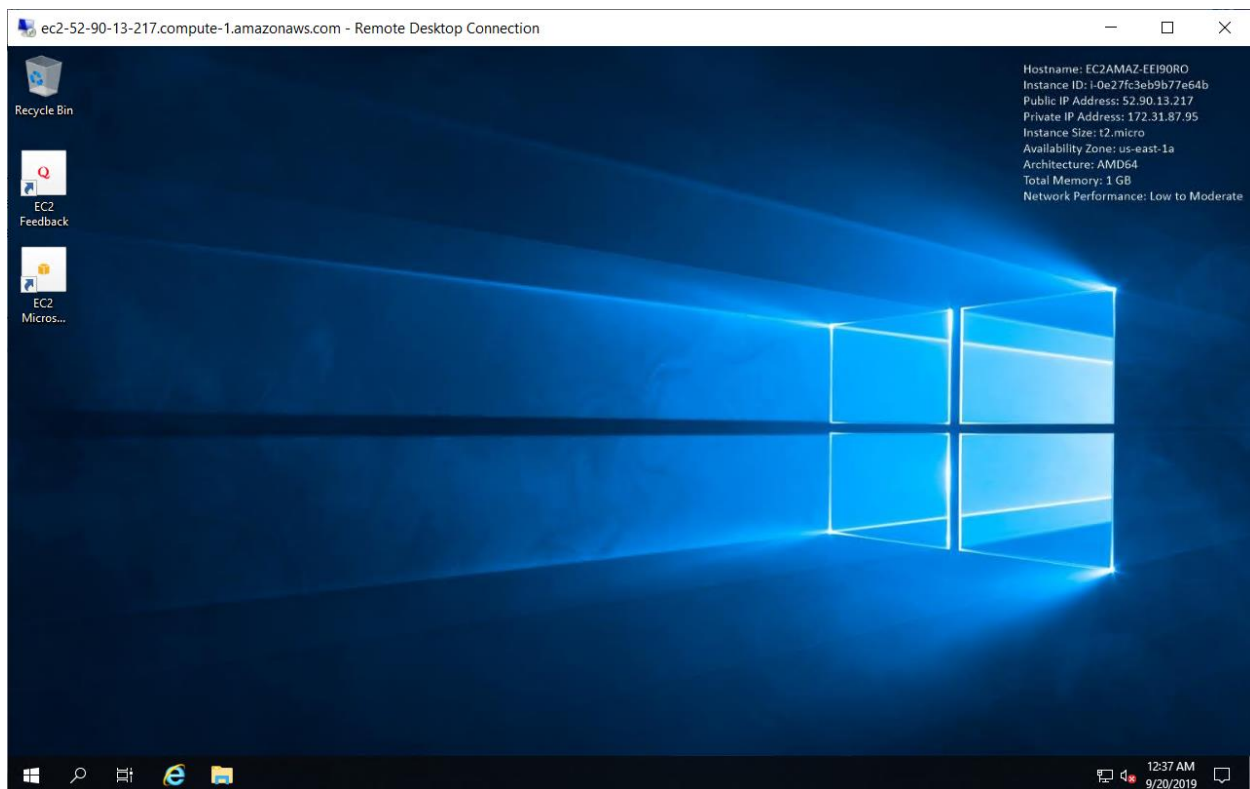 ec2-52-90-13-217.compute-1.amazonaws.com - Remote Desktop Connection
Recycle Bin
Q
EC2
Feedback
EC2
Micros...
Hostname: EC2AMAZ-EEI90RO
Instance ID: i-0e27fc3eb9b77e64b
Public IP Address: 52.90.13.217
Private IP Address: 172.31.87.95
Instance Size: t2.micro
Availability Zone: us-east-1a
Architecture: AMD64
Total Memory: 1 GB
Network Performance: Low to Moderate
12:37 AM
9/20/2019